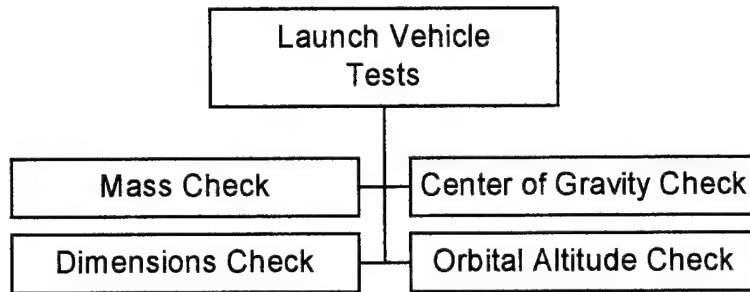 Launch Vehicle
Tests
Mass Check
Center of Gravity Check
Dimensions Check
Orbital Altitude Check